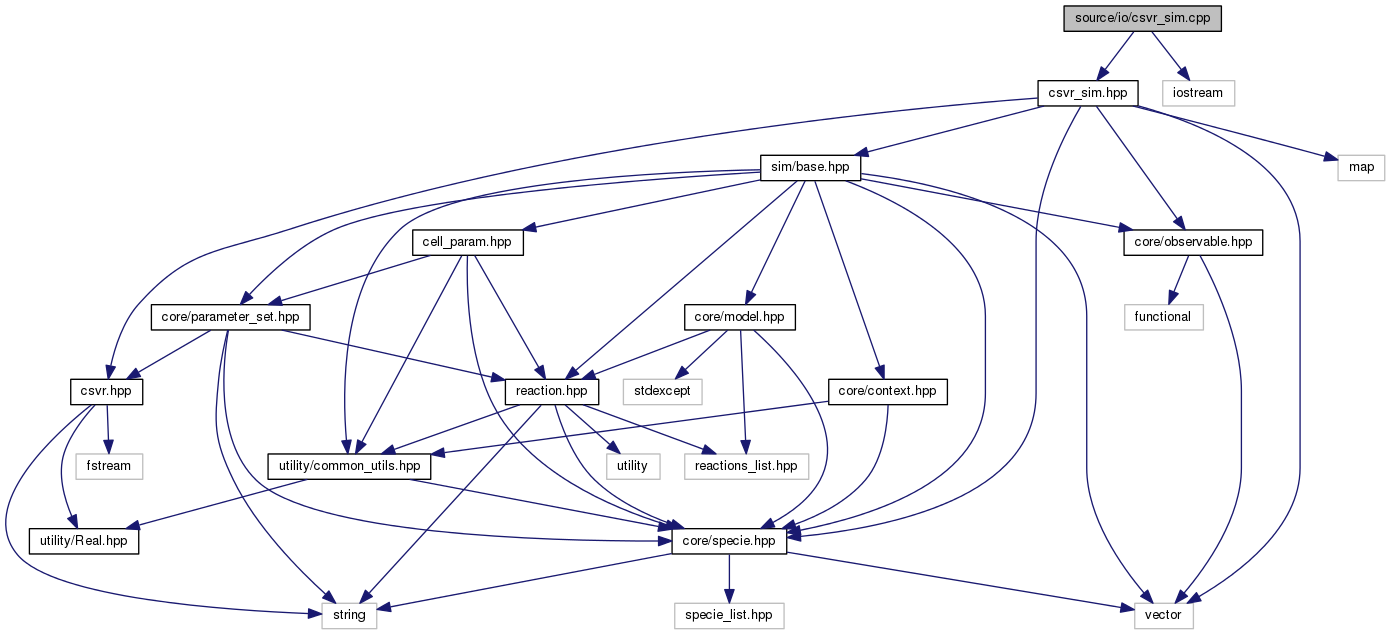 source/io/csvr_sim.cpp
csvr_sim.hpp
iostream
sim/base.hpp
map
cell_param.hpp
core/observable.hpp
core/parameter_set.hpp
core/model.hpp
functional
csvr.hpp
reaction.hpp
stdexcept
core/context.hpp
fstream
utility/common_utils.hpp
utility
reactions_list.hpp
utility/Real.hpp
core/specie.hpp
string
specie_list.hpp
vector